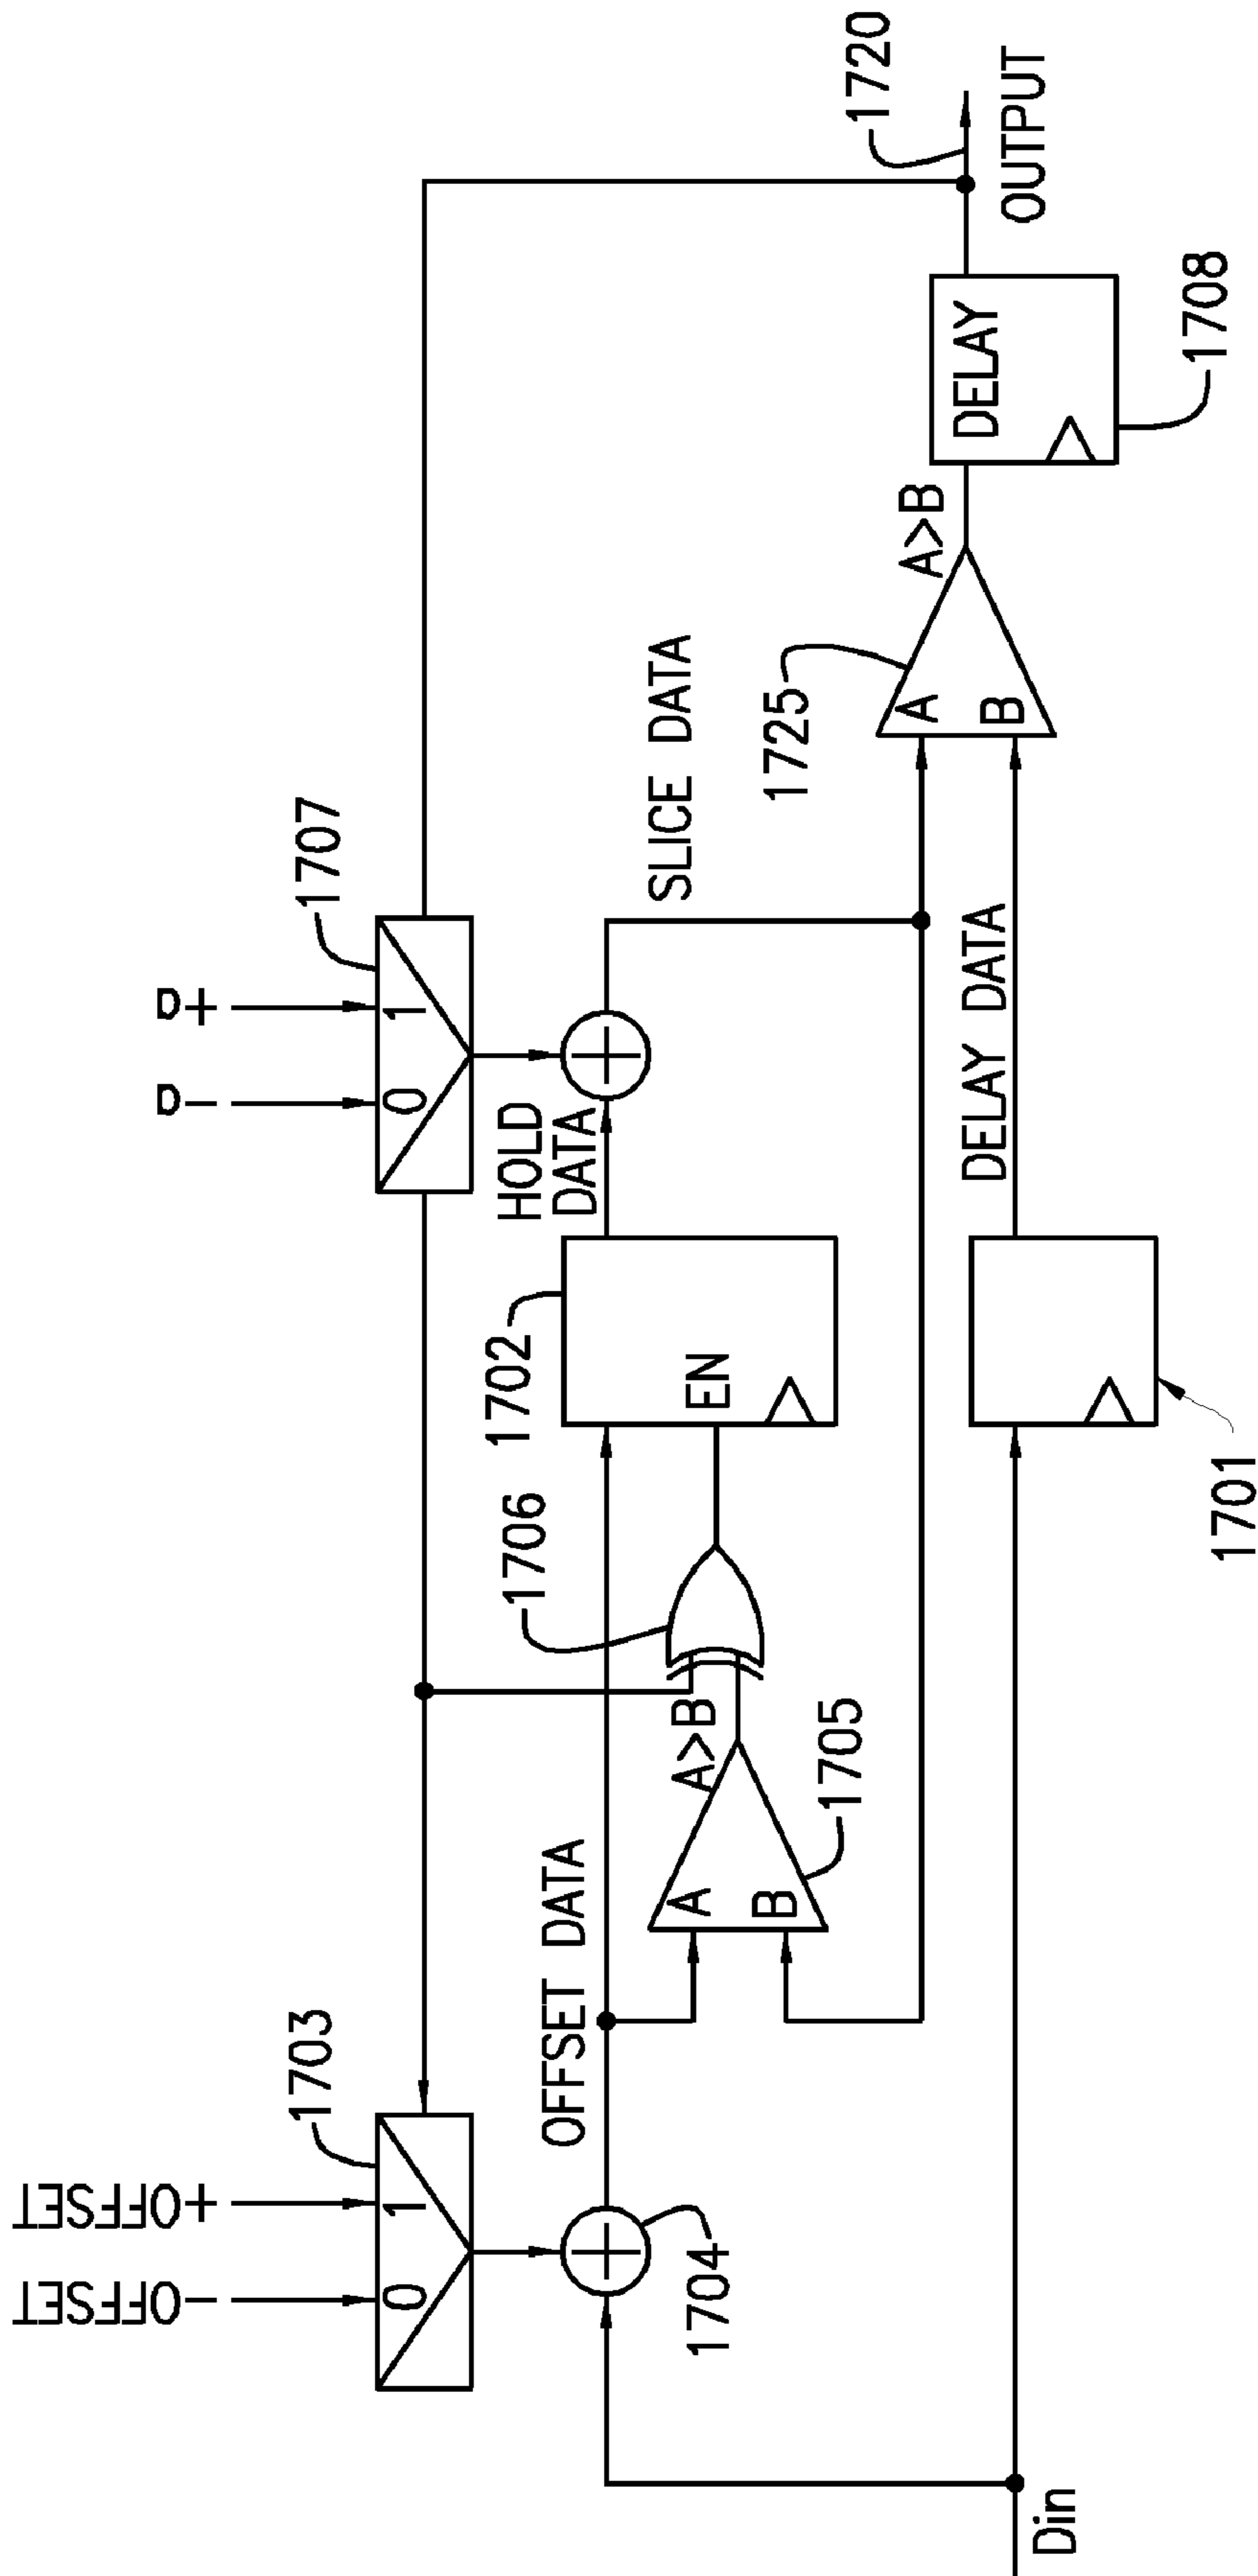 -OFFSET
+OFFSET
0 1
1703
-a
+a
0 1
1707
1704
OFFSET DATA
A
B
A>B
1705
1706
1702
EN
HOLD
DATA
SLICE DATA
1725
A
B
A>B
DELAY
1708
1720
OUTPUT
Din
1701
DELAY DATA